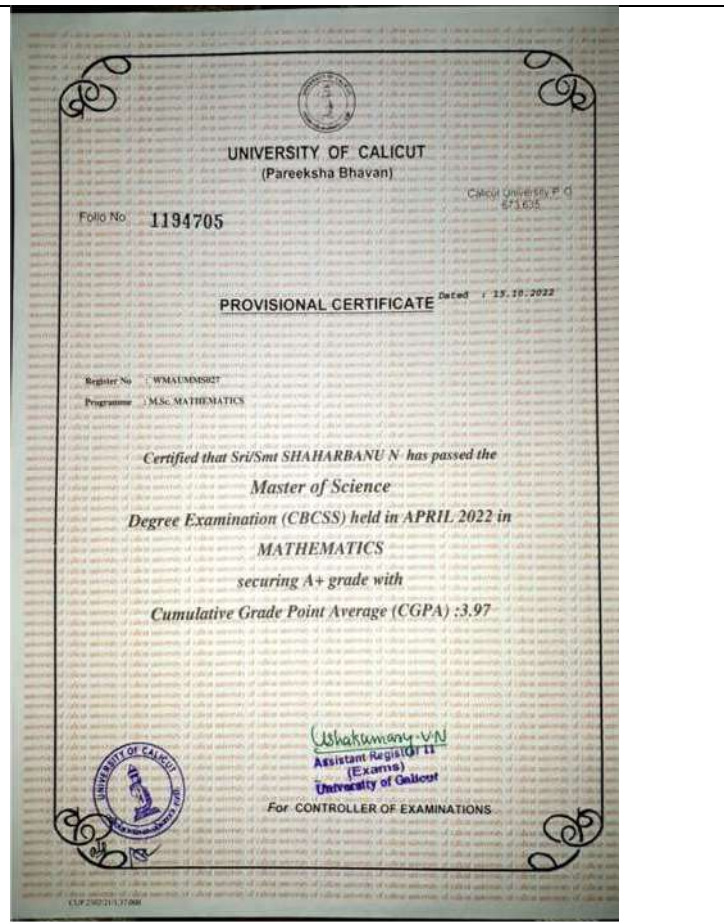 UNIVERSITY OF CALICUT
(Pareeksha Bhavan)
Calicut University P.O
673 635
Folio No 1194705
PROVISIONAL CERTIFICATE Dated : 15.10.2022
Register No : WMAUMMS027
Programme : M.Sc. MATHEMATICS
Certified that Sri/Smt SHAHARBANU N has passed the
Master of Science
Degree Examination (CBCSS) held in APRIL 2022 in
MATHEMATICS
securing A+ grade with
Cumulative Grade Point Average (CGPA) :3.97
Ushakumary.V.N
Assistant Registrar II
(Exams)
University of Calicut
For CONTROLLER OF EXAMINATIONS
UNIVERSITY OF CALICUT